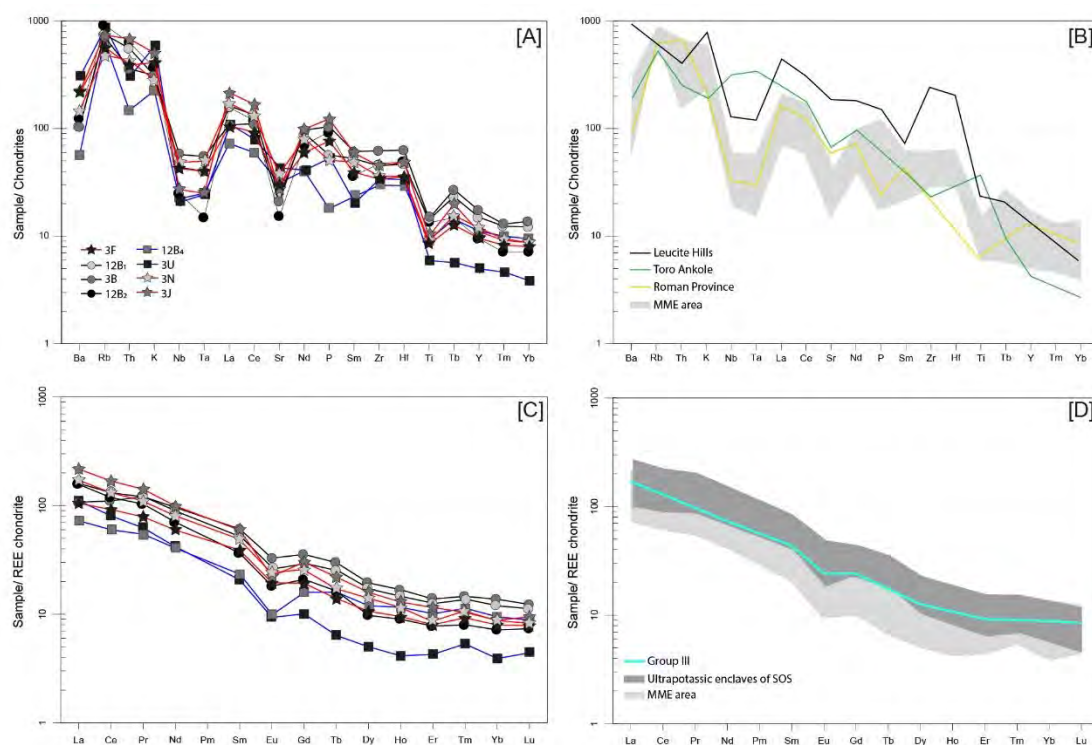 [A]
1000
100
10
1
Sample/ Chondrites
3F
12B₁
3B
12B₂
12B₄
3U
3N
3J
Ba Rb Th K Nb Ta La Ce Sr Nd P Sm Zr Hf Ti Tb Y Tm Yb
[B]
1000
100
10
1
Sample/ Chondrites
Leucite Hills
Toro Ankole
Roman Province
MME area
Ba Rb Th K Nb Ta La Ce Sr Nd P Sm Zr Hf Ti Tb Y Tm Yb
[C]
1000
100
10
1
Sample/ REE chondrite
La Ce Pr Nd Pm Sm Eu Gd Tb Dy Ho Er Tm Yb Lu
[D]
1000
100
10
1
Sample/ REE chondrite
Group III
Ultrapotassic enclaves of SOS
MME area
La Ce Pr Nd Pm Sm Eu Gd Tb Dy Ho Er Tm Yb Lu